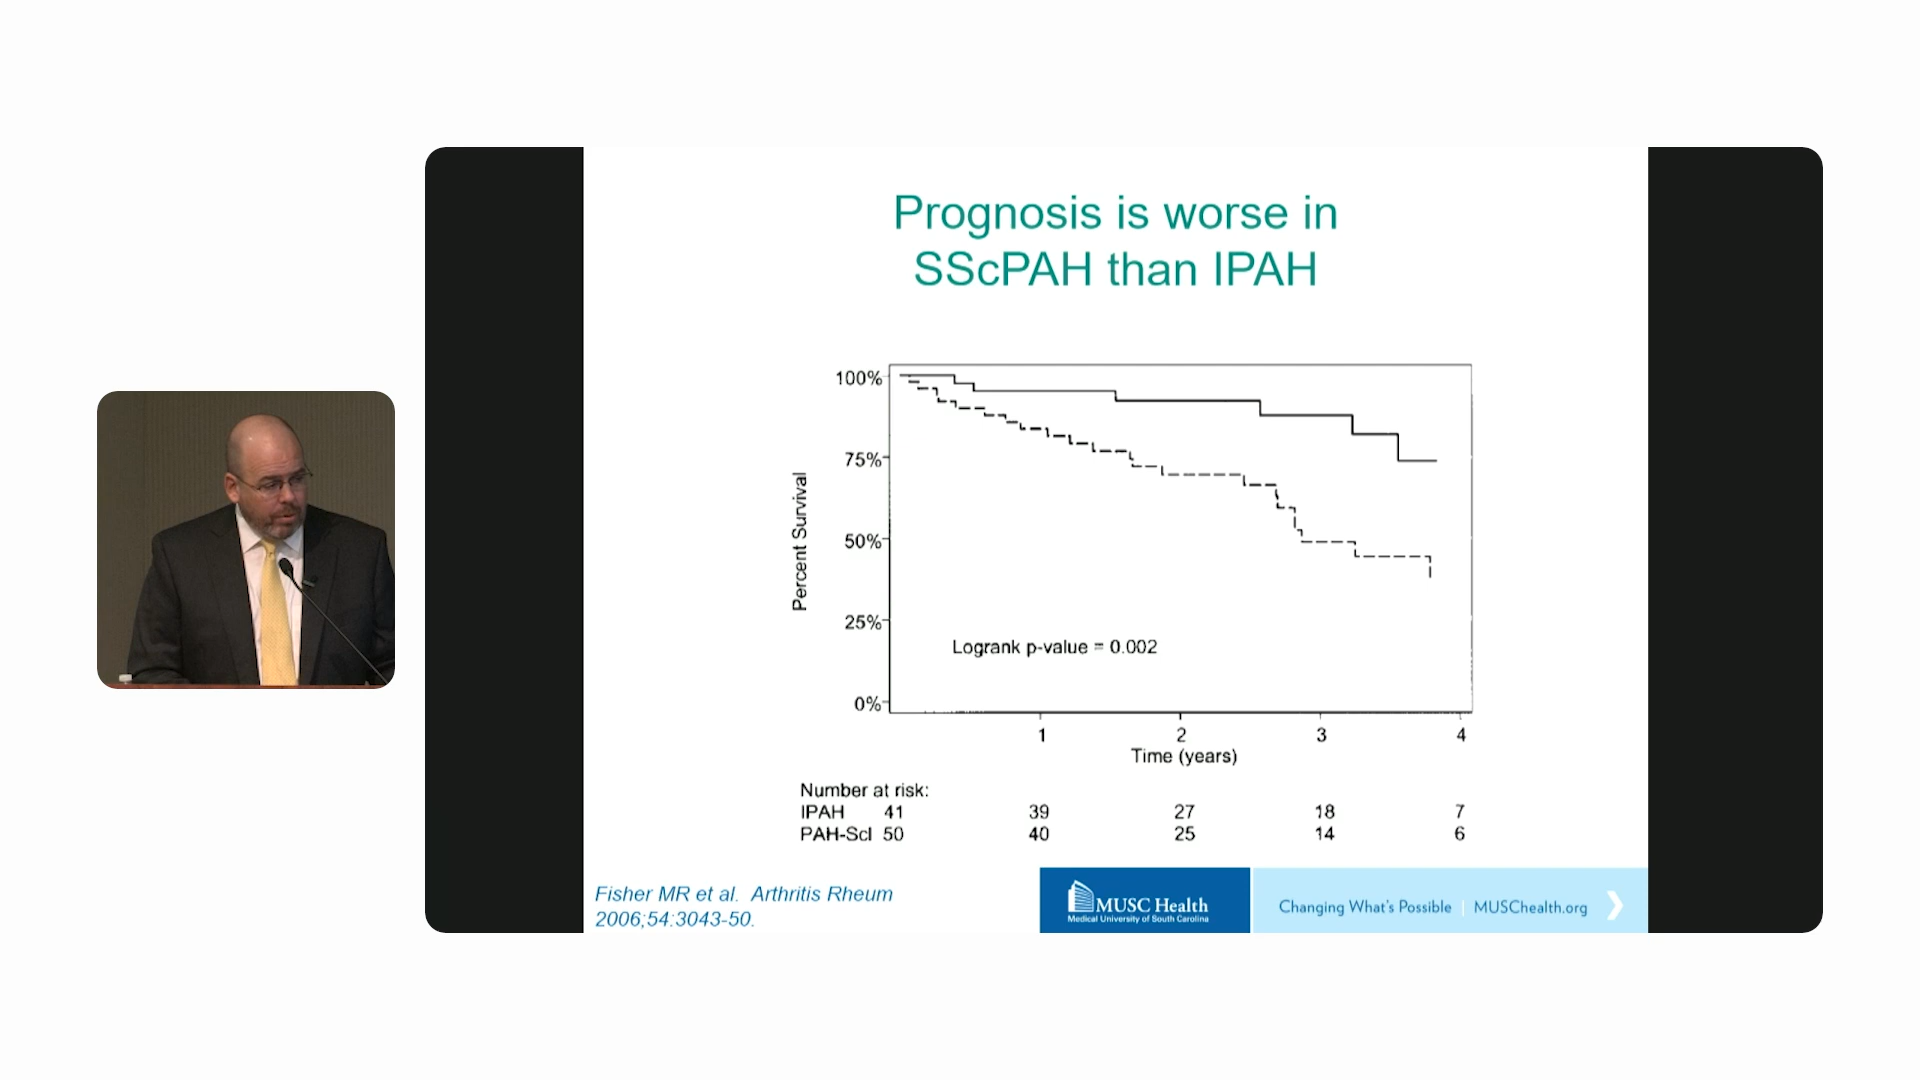 Prognosis is worse in
SScPAH than IPAH
100%
75%
50%
25%
0%
Percent Survival
Logrank p-value = 0.002
1 2 3 4
Time (years)
Number at risk:
IPAH 41 39 27 18 7
PAH-Scl 50 40 25 14 6
Fisher MR et al. Arthritis Rheum
2006;54:3043-50.
MUSC Health
Medical University of South Carolina
Changing What's Possible | MUSChealth.org